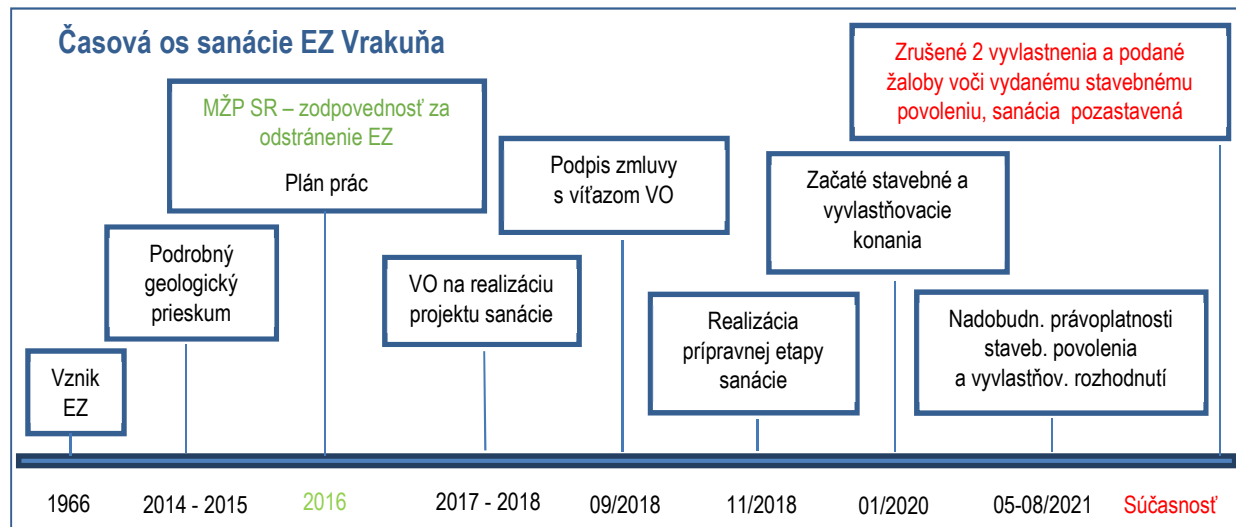 Časová os sanácie EZ Vrakuňa
Zrušené 2 vyvlastnenia a podané
žaloby voči vydanému stavebnému
povoleniu, sanácia pozastavená
MŽP SR – zodpovednosť za
odstránenie EZ
Plán prác
Podpis zmluvy
s víťazom VO
Začaté stavebné a
vyvlastňovacie
konania
Podrobný
geologický
prieskum
VO na realizáciu
projektu sanácie
Realizácia
prípravnej etapy
sanácie
Nadobudn. právoplatnosti
staveb. povolenia
a vyvlastňov. rozhodnutí
Vznik
EZ
1966
2014 - 2015
2016
2017 - 2018
09/2018
11/2018
01/2020
05-08/2021
Súčasnosť